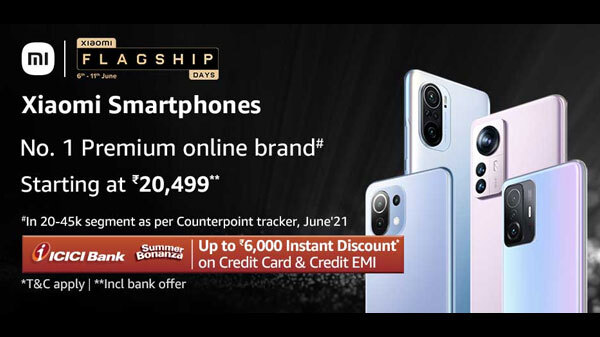 mi
xiaomi
FLAGSHIP
DAYS
6th - 11th June
Xiaomi Smartphones
No. 1 Premium online brand#
Starting at ₹20,499**
#In 20-45k segment as per Counterpoint tracker, June'21
ICICI Bank
Summer
Bonanza
Up to ₹6,000 Instant Discount*
on Credit Card & Credit EMI
*T&C apply | **Incl bank offer